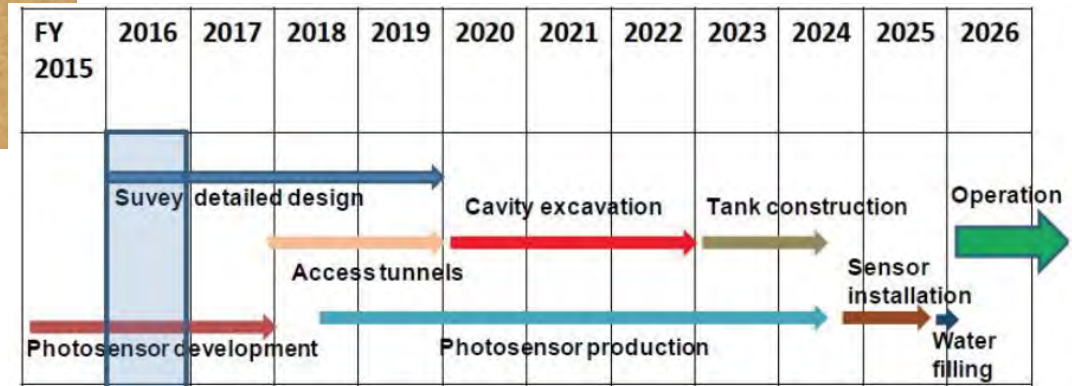 FY 2016 2017 2018 2019 2020 2021 2022 2023 2024 2025 2026
2015
Suvey detailed design
Cavity excavation
Tank construction
Operation
Access tunnels
Sensor
installation
Photosensor development
Photosensor production
Water
filling